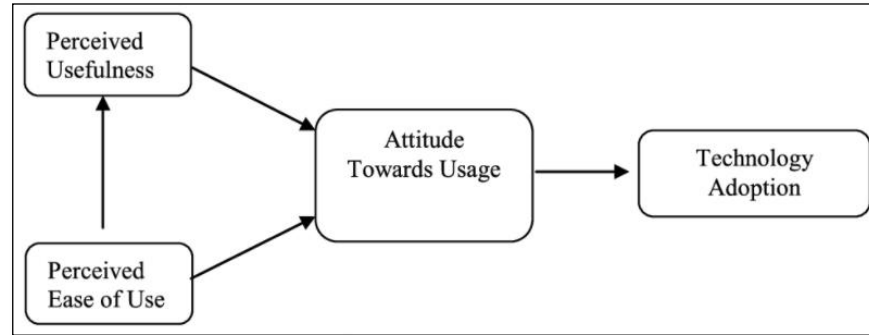 Perceived
Usefulness
Attitude
Towards Usage
Technology
Adoption
Perceived
Ease of Use